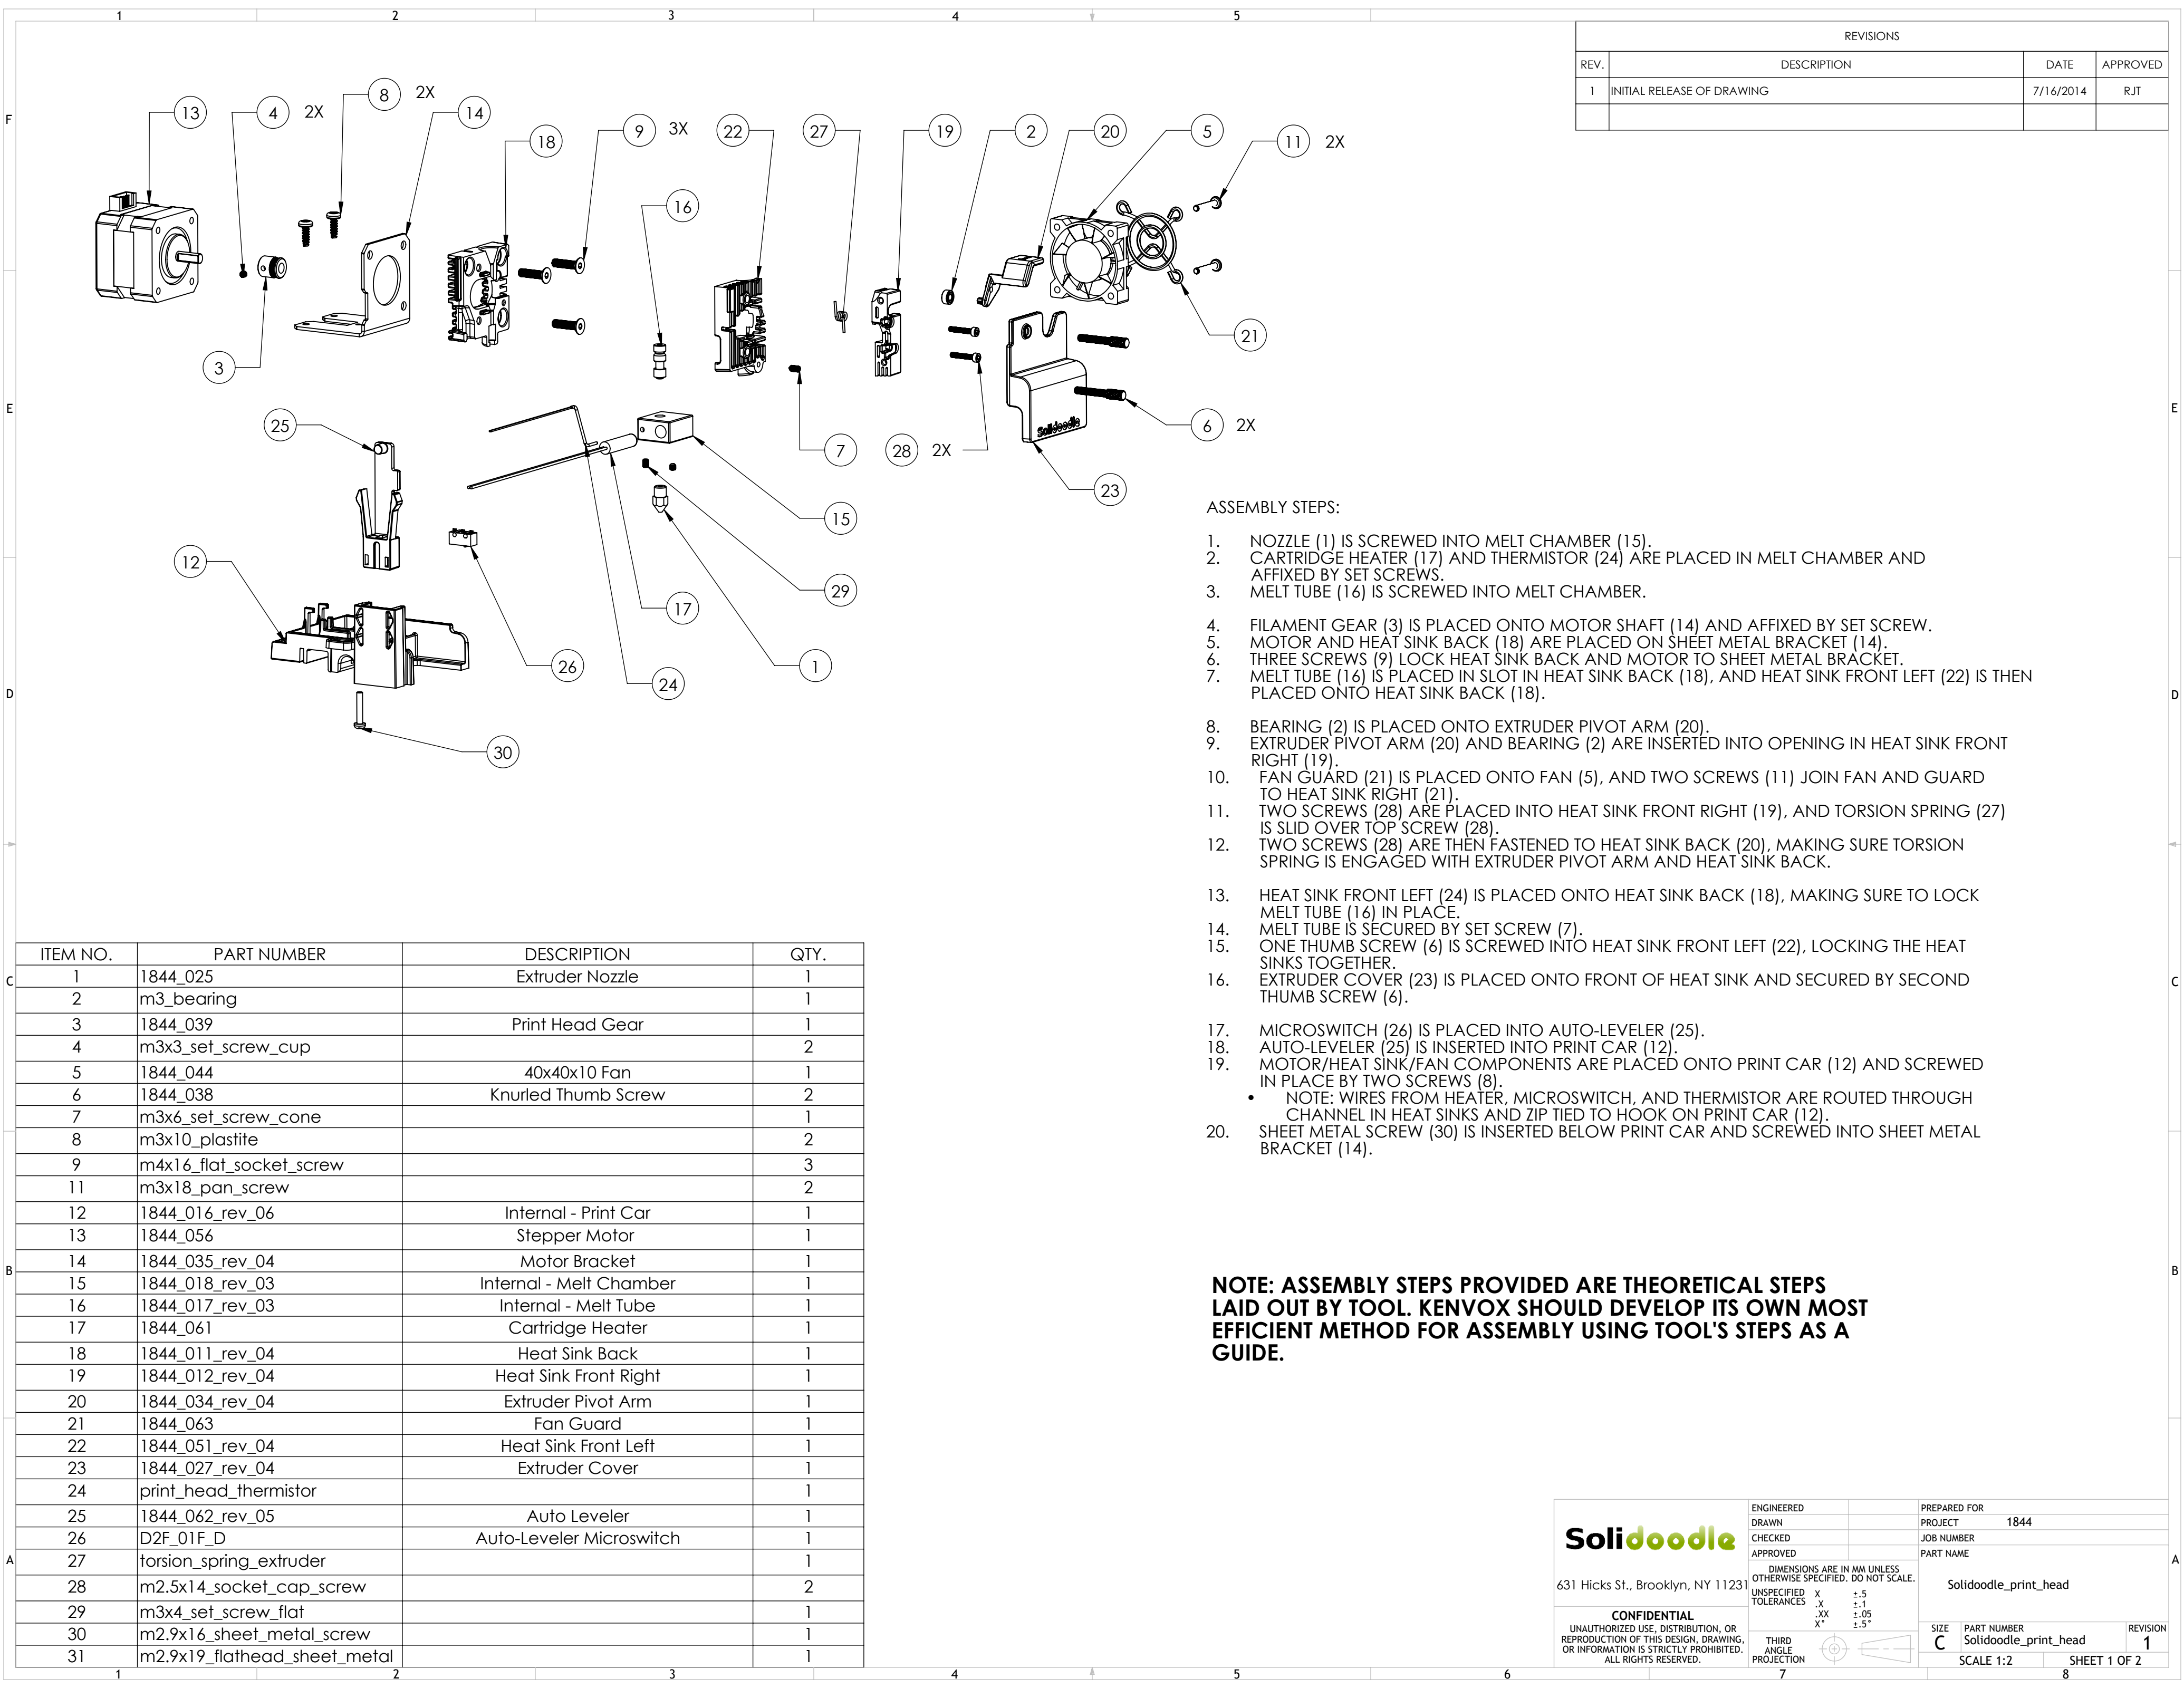 1 2 3 4 5
REVISIONS
REV. DESCRIPTION DATE APPROVED
1 INITIAL RELEASE OF DRAWING 7/16/2014 RJT
F
13
4 2X
8 2X
14
18
9 3X
22
27
19
2
20
5
11 2X
16
21
3
E
E
25
7
28 2X
6 2X
23
15
12
29
17
26
24
1
30
D
D
ASSEMBLY STEPS:
1. NOZZLE (1) IS SCREWED INTO MELT CHAMBER (15).
2. CARTRIDGE HEATER (17) AND THERMISTOR (24) ARE PLACED IN MELT CHAMBER AND
AFFIXED BY SET SCREWS.
3. MELT TUBE (16) IS SCREWED INTO MELT CHAMBER.
4. FILAMENT GEAR (3) IS PLACED ONTO MOTOR SHAFT (14) AND AFFIXED BY SET SCREW.
5. MOTOR AND HEAT SINK BACK (18) ARE PLACED ON SHEET METAL BRACKET (14).
6. THREE SCREWS (9) LOCK HEAT SINK BACK AND MOTOR TO SHEET METAL BRACKET.
7. MELT TUBE (16) IS PLACED IN SLOT IN HEAT SINK BACK (18), AND HEAT SINK FRONT LEFT (22) IS THEN
PLACED ONTO HEAT SINK BACK (18).
8. BEARING (2) IS PLACED ONTO EXTRUDER PIVOT ARM (20).
9. EXTRUDER PIVOT ARM (20) AND BEARING (2) ARE INSERTED INTO OPENING IN HEAT SINK FRONT
RIGHT (19).
10. FAN GUARD (21) IS PLACED ONTO FAN (5), AND TWO SCREWS (11) JOIN FAN AND GUARD
TO HEAT SINK RIGHT (21).
11. TWO SCREWS (28) ARE PLACED INTO HEAT SINK FRONT RIGHT (19), AND TORSION SPRING (27)
IS SLID OVER TOP SCREW (28).
12. TWO SCREWS (28) ARE THEN FASTENED TO HEAT SINK BACK (20), MAKING SURE TORSION
SPRING IS ENGAGED WITH EXTRUDER PIVOT ARM AND HEAT SINK BACK.
13. HEAT SINK FRONT LEFT (24) IS PLACED ONTO HEAT SINK BACK (18), MAKING SURE TO LOCK
MELT TUBE (16) IN PLACE.
14. MELT TUBE IS SECURED BY SET SCREW (7).
15. ONE THUMB SCREW (6) IS SCREWED INTO HEAT SINK FRONT LEFT (22), LOCKING THE HEAT
SINKS TOGETHER.
16. EXTRUDER COVER (23) IS PLACED ONTO FRONT OF HEAT SINK AND SECURED BY SECOND
THUMB SCREW (6).
17. MICROSWITCH (26) IS PLACED INTO AUTO-LEVELER (25).
18. AUTO-LEVELER (25) IS INSERTED INTO PRINT CAR (12).
19. MOTOR/HEAT SINK/FAN COMPONENTS ARE PLACED ONTO PRINT CAR (12) AND SCREWED
IN PLACE BY TWO SCREWS (8).
• NOTE: WIRES FROM HEATER, MICROSWITCH, AND THERMISTOR ARE ROUTED THROUGH
CHANNEL IN HEAT SINKS AND ZIP TIED TO HOOK ON PRINT CAR (12).
20. SHEET METAL SCREW (30) IS INSERTED BELOW PRINT CAR AND SCREWED INTO SHEET METAL
BRACKET (14).
Solidoodle
ITEM NO. PART NUMBER DESCRIPTION QTY.
1 1844_025 Extruder Nozzle 1
2 m3_bearing 1
3 1844_039 Print Head Gear 1
4 m3x3_set_screw_cup 2
5 1844_044 40x40x10 Fan 1
6 1844_038 Knurled Thumb Screw 2
7 m3x6_set_screw_cone 1
8 m3x10_plastite 2
9 m4x16_flat_socket_screw 3
11 m3x18_pan_screw 2
12 1844_016_rev_06 Internal - Print Car 1
13 1844_056 Stepper Motor 1
14 1844_035_rev_04 Motor Bracket 1
15 1844_018_rev_03 Internal - Melt Chamber 1
16 1844_017_rev_03 Internal - Melt Tube 1
17 1844_061 Cartridge Heater 1
18 1844_011_rev_04 Heat Sink Back 1
19 1844_012_rev_04 Heat Sink Front Right 1
20 1844_034_rev_04 Extruder Pivot Arm 1
21 1844_063 Fan Guard 1
22 1844_051_rev_04 Heat Sink Front Left 1
23 1844_027_rev_04 Extruder Cover 1
24 print_head_thermistor 1
25 1844_062_rev_05 Auto Leveler 1
26 D2F_01F_D Auto-Leveler Microswitch 1
27 torsion_spring_extruder 1
28 m2.5x14_socket_cap_screw 2
29 m3x4_set_screw_flat 1
30 m2.9x16_sheet_metal_screw 1
31 m2.9x19_flathead_sheet_metal 1
C
C
B
B
A
A
NOTE: ASSEMBLY STEPS PROVIDED ARE THEORETICAL STEPS
LAID OUT BY TOOL. KENVOX SHOULD DEVELOP ITS OWN MOST
EFFICIENT METHOD FOR ASSEMBLY USING TOOL'S STEPS AS A
GUIDE.
Solidoodle
631 Hicks St., Brooklyn, NY 11231
CONFIDENTIAL
UNAUTHORIZED USE, DISTRIBUTION, OR
REPRODUCTION OF THIS DESIGN, DRAWING,
OR INFORMATION IS STRICTLY PROHIBITED.
ALL RIGHTS RESERVED.
ENGINEERED
DRAWN
CHECKED
APPROVED
DIMENSIONS ARE IN MM UNLESS
OTHERWISE SPECIFIED. DO NOT SCALE.
UNSPECIFIED TOLERANCES
X ±.5
.X ±.1
.XX ±.05
X° ±.5°
THIRD
ANGLE
PROJECTION
PREPARED FOR
PROJECT 1844
JOB NUMBER
PART NAME
Solidoodle_print_head
SIZE C
PART NUMBER
Solidoodle_print_head
REVISION
1
SCALE 1:2 SHEET 1 OF 2
1 2 3 4 5 6 7 8